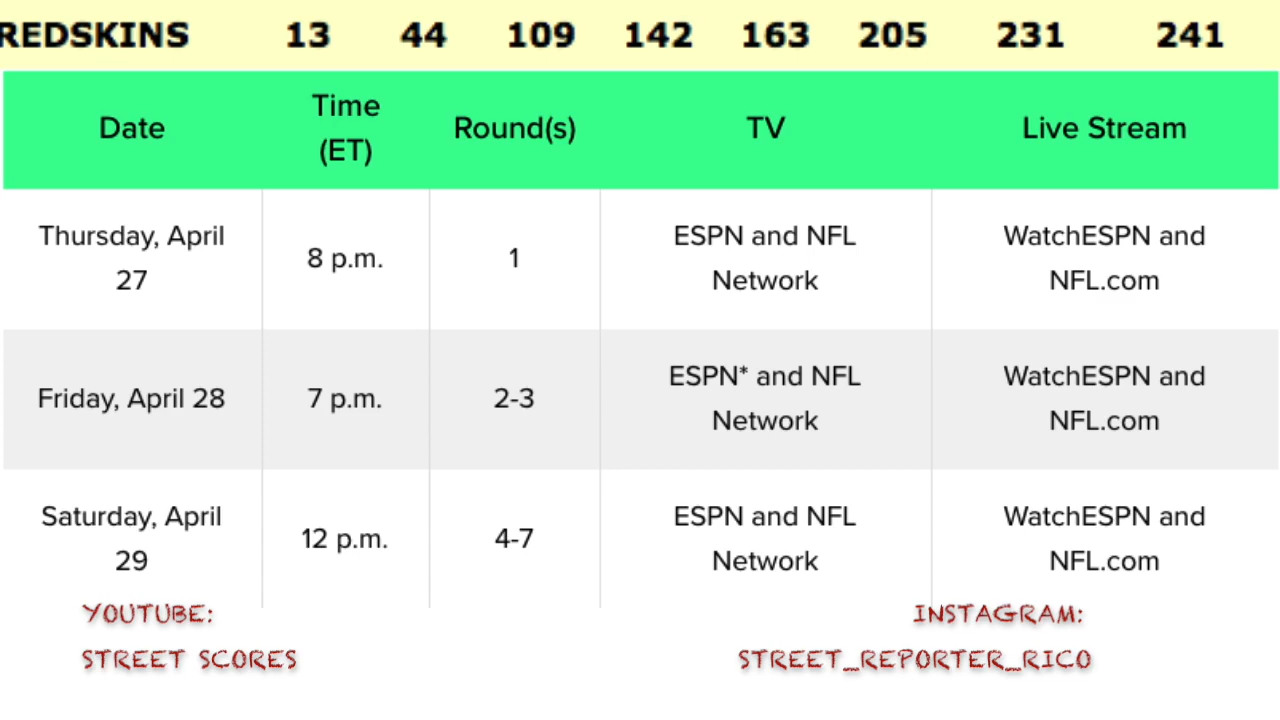 REDSKINS 13 44 109 142 163 205 231 241
Date Time (ET) Round(s) TV Live Stream
Thursday, April 27 8 p.m. 1 ESPN and NFL Network WatchESPN and NFL.com
Friday, April 28 7 p.m. 2-3 ESPN* and NFL Network WatchESPN and NFL.com
Saturday, April 29 12 p.m. 4-7 ESPN and NFL Network WatchESPN and NFL.com
YOUTUBE:
STREET SCORES
INSTAGRAM:
STREET_REPORTER_RICO